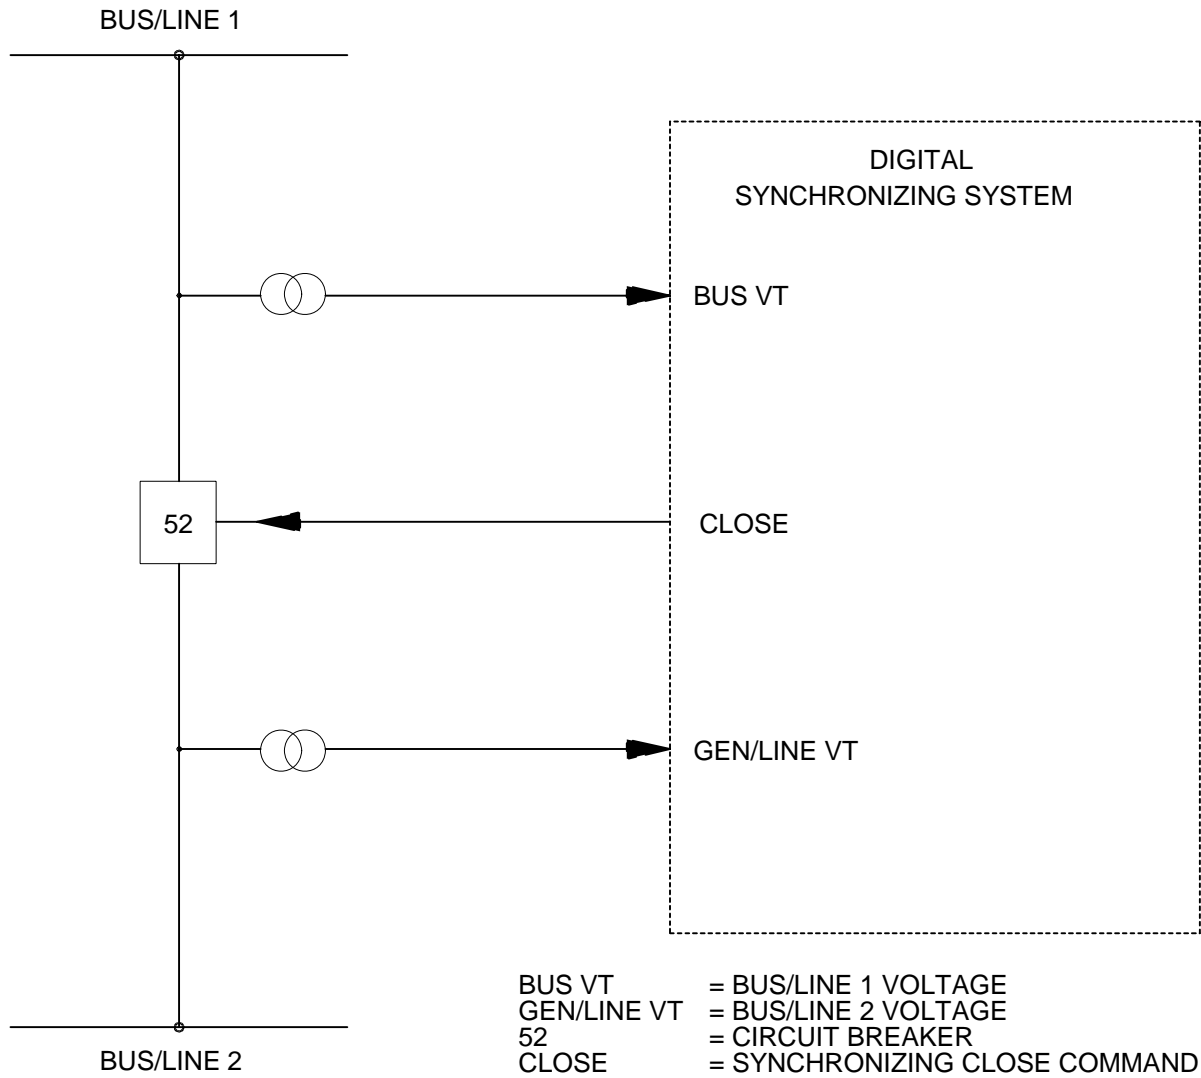 BUS/LINE 1
DIGITAL
SYNCHRONIZING SYSTEM
BUS VT
52
CLOSE
GEN/LINE VT
BUS VT = BUS/LINE 1 VOLTAGE
GEN/LINE VT = BUS/LINE 2 VOLTAGE
52 = CIRCUIT BREAKER
CLOSE = SYNCHRONIZING CLOSE COMMAND
BUS/LINE 2